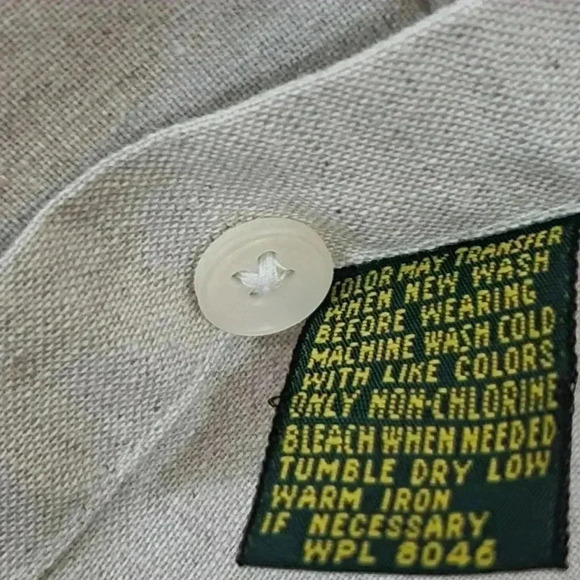 COLOR MAY TRANSFER
WHEN NEW WASH
BEFORE WEARING
MACHINE WASH COLD
WITH LIKE COLORS
ONLY NON-CHLORINE
BLEACH WHEN NEEDED
TUMBLE DRY LOW
WARM IRON
IF NECESSARY
WPL 8046